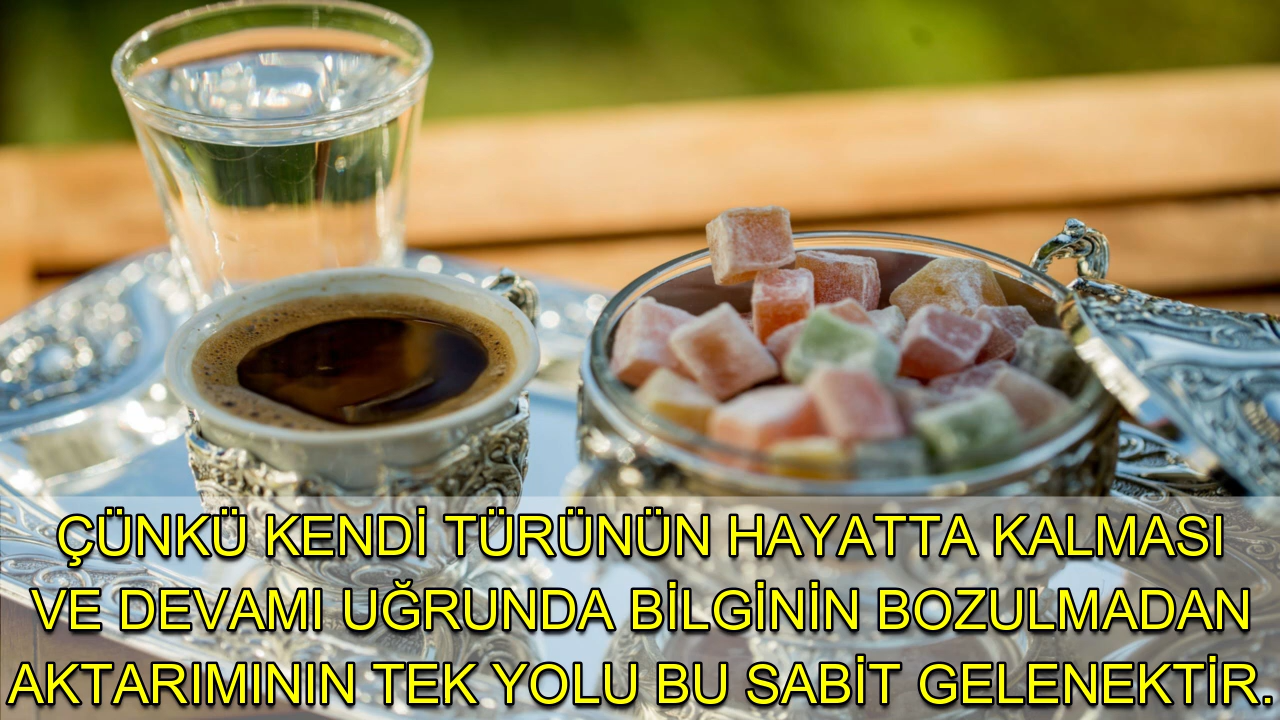 ÇÜNKÜ KENDİ TÜRÜNÜN HAYATTA KALMASI
VE DEVAMI UĞRUNDA BİLGİNİN BOZULMADAN
AKTARIMININ TEK YOLU BU SABİT GELENEKTİR.